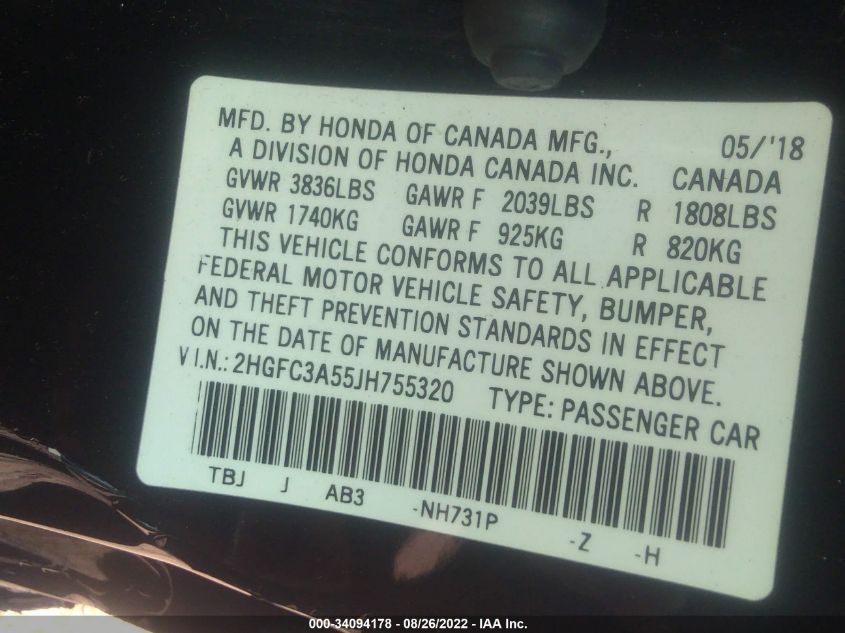 MFD. BY HONDA OF CANADA MFG., 05/'18
A DIVISION OF HONDA CANADA INC. CANADA
GVWR 3836LBS GAWR F 2039LBS R 1808LBS
GVWR 1740KG GAWR F 925KG R 820KG
THIS VEHICLE CONFORMS TO ALL APPLICABLE
FEDERAL MOTOR VEHICLE SAFETY, BUMPER,
AND THEFT PREVENTION STANDARDS IN EFFECT
ON THE DATE OF MANUFACTURE SHOWN ABOVE.
V I.N.: 2HGFC3A55JH755320 TYPE: PASSENGER CAR
TBJ J AB3 -NH731P -Z -H
000-34094178 - 08/26/2022 - IAA Inc.